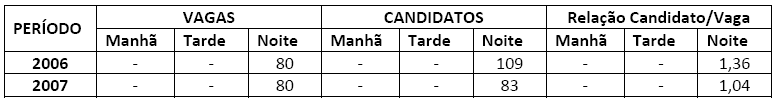 PERÍODO VAGAS CANDIDATOS Relação Candidato/Vaga
Manhã Tarde Noite Manhã Tarde Noite Manhã Tarde Noite
2006 - - 80 - - 109 - - 1,36
2007 - - 80 - - 83 - - 1,04